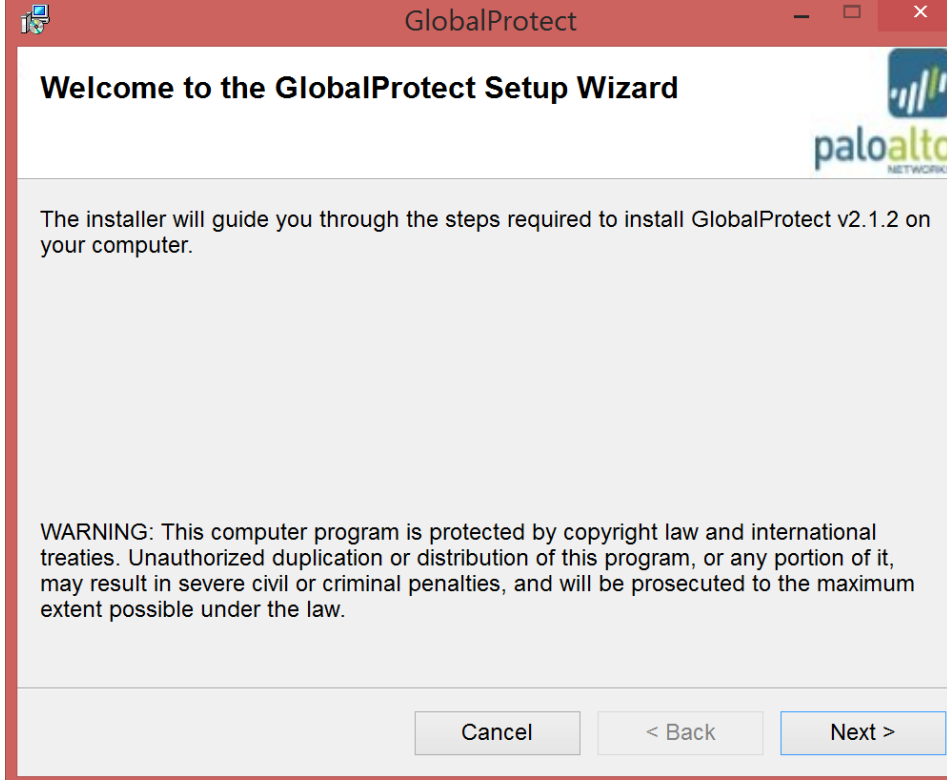 GlobalProtect
Welcome to the GlobalProtect Setup Wizard
paloalto
NETWORKS
The installer will guide you through the steps required to install GlobalProtect v2.1.2 on
your computer.
WARNING: This computer program is protected by copyright law and international
treaties. Unauthorized duplication or distribution of this program, or any portion of it,
may result in severe civil or criminal penalties, and will be prosecuted to the maximum
extent possible under the law.
Cancel
< Back
Next >